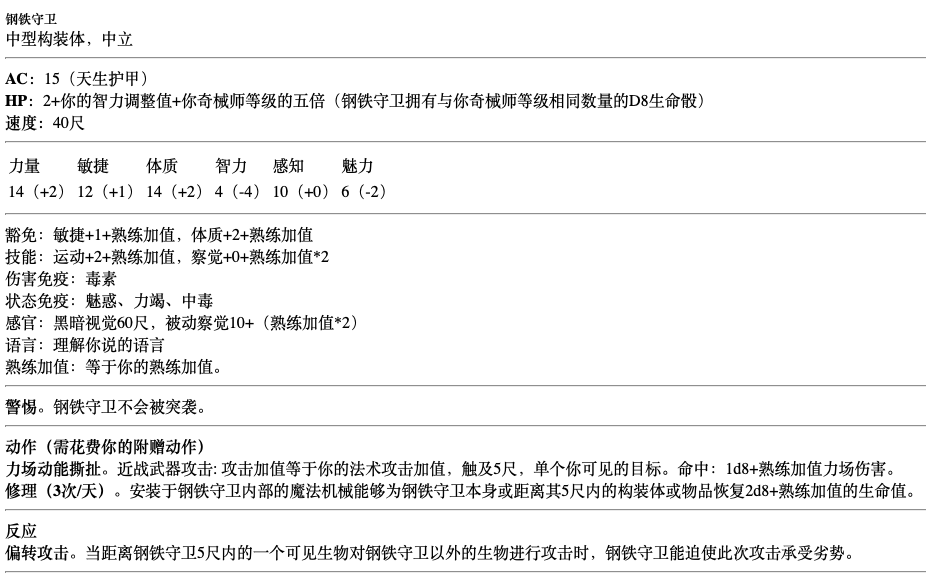 钢铁守卫
中型构装体，中立
AC：15（天生护甲）
HP：2+你的智力调整值+你奇械师等级的五倍（钢铁守卫拥有与你奇械师等级相同数量的D8生命骰）
速度：40尺
力量 敏捷 体质 智力 感知 魅力
14（+2） 12（+1） 14（+2） 4（-4） 10（+0） 6（-2）
豁免：敏捷+1+熟练加值，体质+2+熟练加值
技能：运动+2+熟练加值，察觉+0+熟练加值*2
伤害免疫：毒素
状态免疫：魅惑、力竭、中毒
感官：黑暗视觉60尺，被动察觉10+（熟练加值*2）
语言：理解你说的语言
熟练加值：等于你的熟练加值。
警惕。钢铁守卫不会被突袭。
动作（需花费你的附赠动作）
力场动能撕扯。近战武器攻击: 攻击加值等于你的法术攻击加值，触及5尺，单个你可见的目标。命中：1d8+熟练加值力场伤害。
修理（3次/天）。安装于钢铁守卫内部的魔法机械能够为钢铁守卫本身或距离其5尺内的构装体或物品恢复2d8+熟练加值的生命值。
反应
偏转攻击。当距离钢铁守卫5尺内的一个可见生物对钢铁守卫以外的生物进行攻击时，钢铁守卫能迫使此次攻击承受劣势。